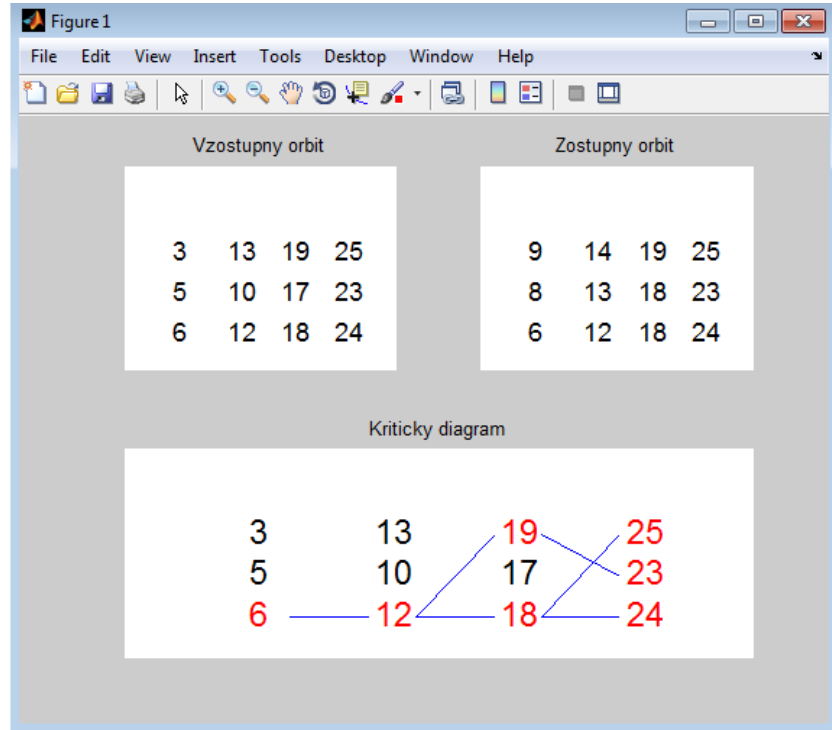 Figure 1
File Edit View Insert Tools Desktop Window Help
Vzostupny orbit
3 13 19 25
5 10 17 23
6 12 18 24
Zostupny orbit
9 14 19 25
8 13 18 23
6 12 18 24
Kriticky diagram
3 13 19 25
5 10 17 23
6 12 18 24